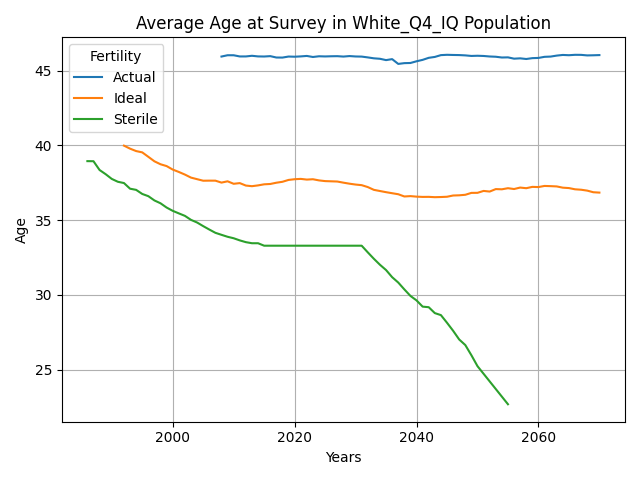 Average Age at Survey in White_Q4_IQ Population
Fertility
Actual
Ideal
Sterile
45
40
35
30
25
Age
2000
2020
2040
2060
Years